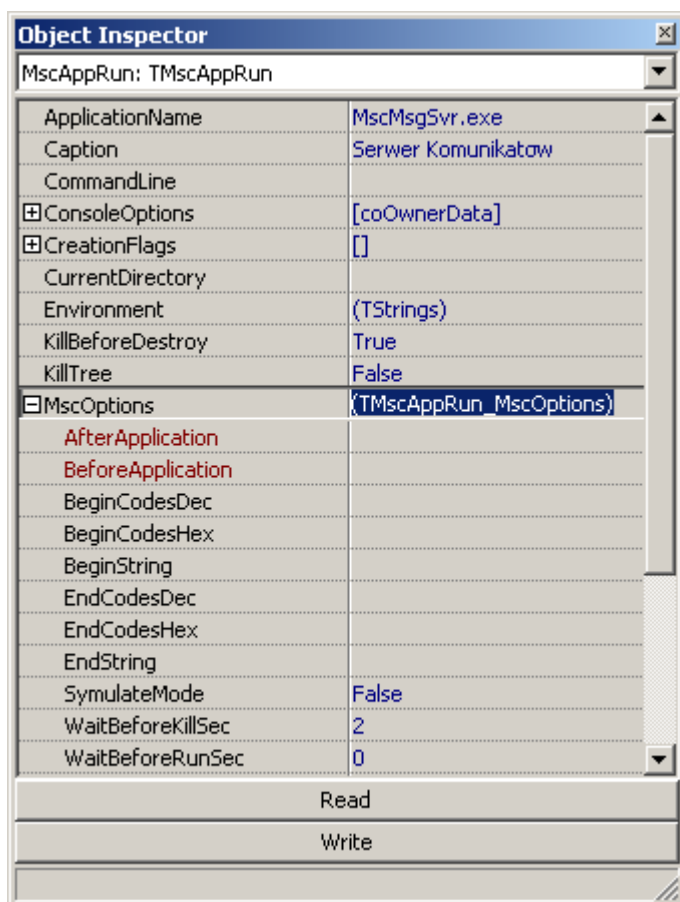 Object Inspector
MscAppRun: TMscAppRun
ApplicationName MscMsgSvr.exe
Caption Serwer Komunikatσw
CommandLine
ConsoleOptions [coOwnerData]
CreationFlags []
CurrentDirectory
Environment (TStrings)
KillBeforeDestroy True
KillTree False
MscOptions (TMscAppRun_MscOptions)
AfterApplication
BeforeApplication
BeginCodesDec
BeginCodesHex
BeginString
EndCodesDec
EndCodesHex
EndString
SymulateMode False
WaitBeforeKillSec 2
WaitBeforeRunSec 0
Read
Write